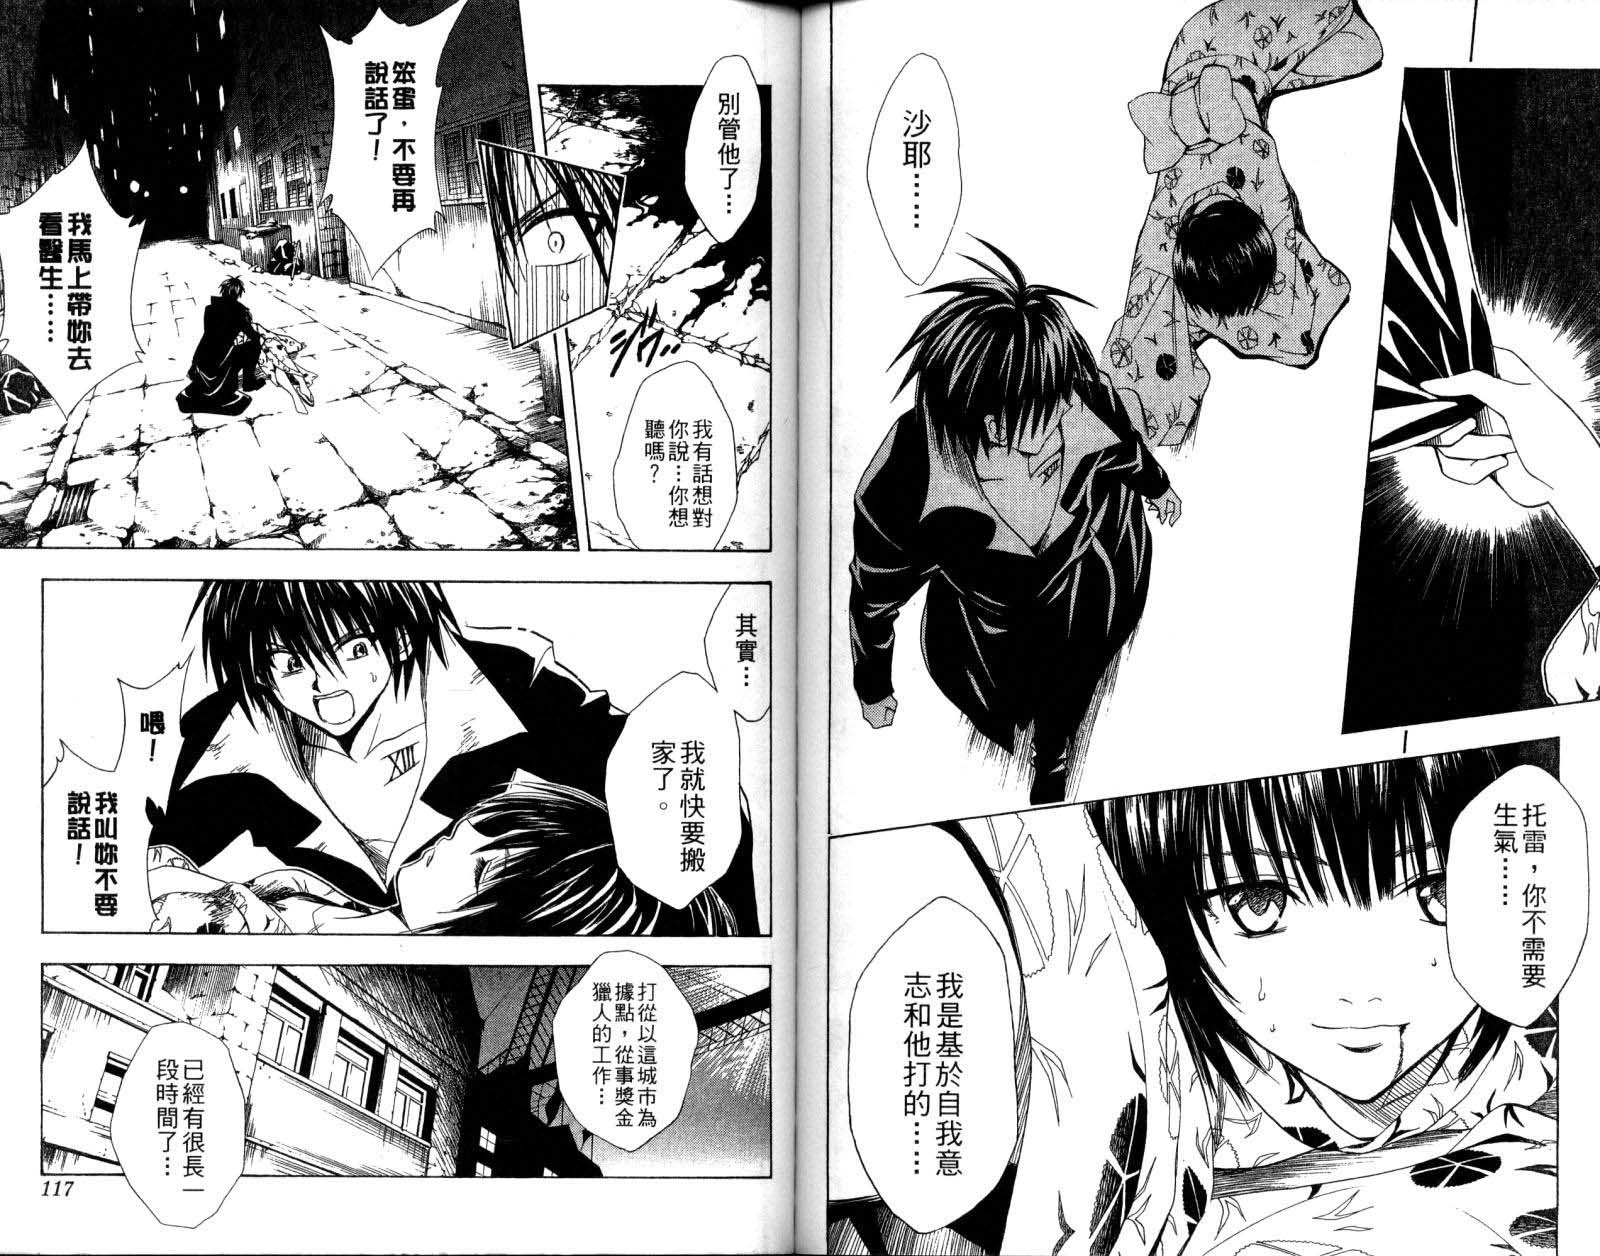 沙耶……
托雷，你不需要
生氣……
我是基於自我意
志和他打的……
別管他了…
笨蛋，不要再
說話了！
ジワ…
我有話想對
你說…你想
聽嗎？
我馬上帶妳去
看醫生……
其實…
我就快要搬
家了。
喂！
我叫妳不要
說話！
XIII
打從以這城市為
據點，從事獎金
獵人的工作…
已經有很長一
段時間了…
117